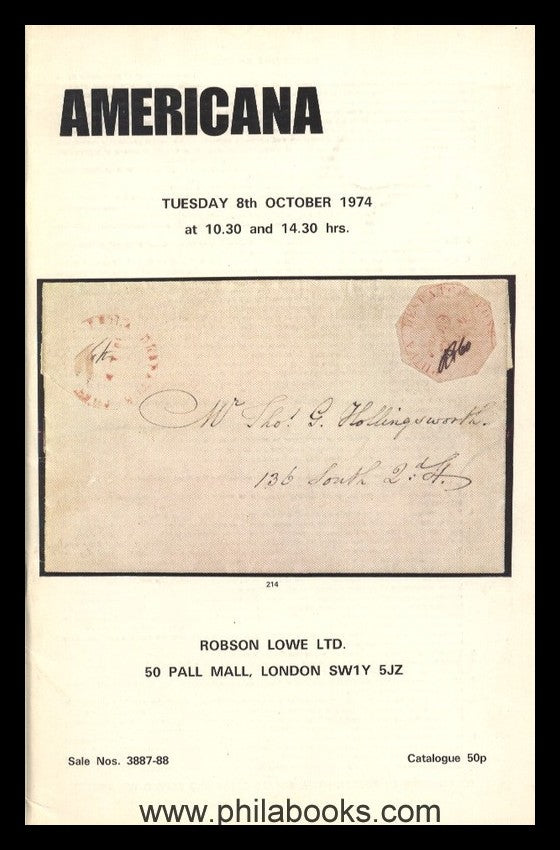 AMERICANA
TUESDAY 8th OCTOBER 1974
at 10.30 and 14.30 hrs.
Mr Thos. G. Hollingsworth.
136 South 2d. St.
214
ROBSON LOWE LTD.
50 PALL MALL, LONDON SW1Y 5JZ
Sale Nos. 3887-88
Catalogue 50p
www.philabooks.com